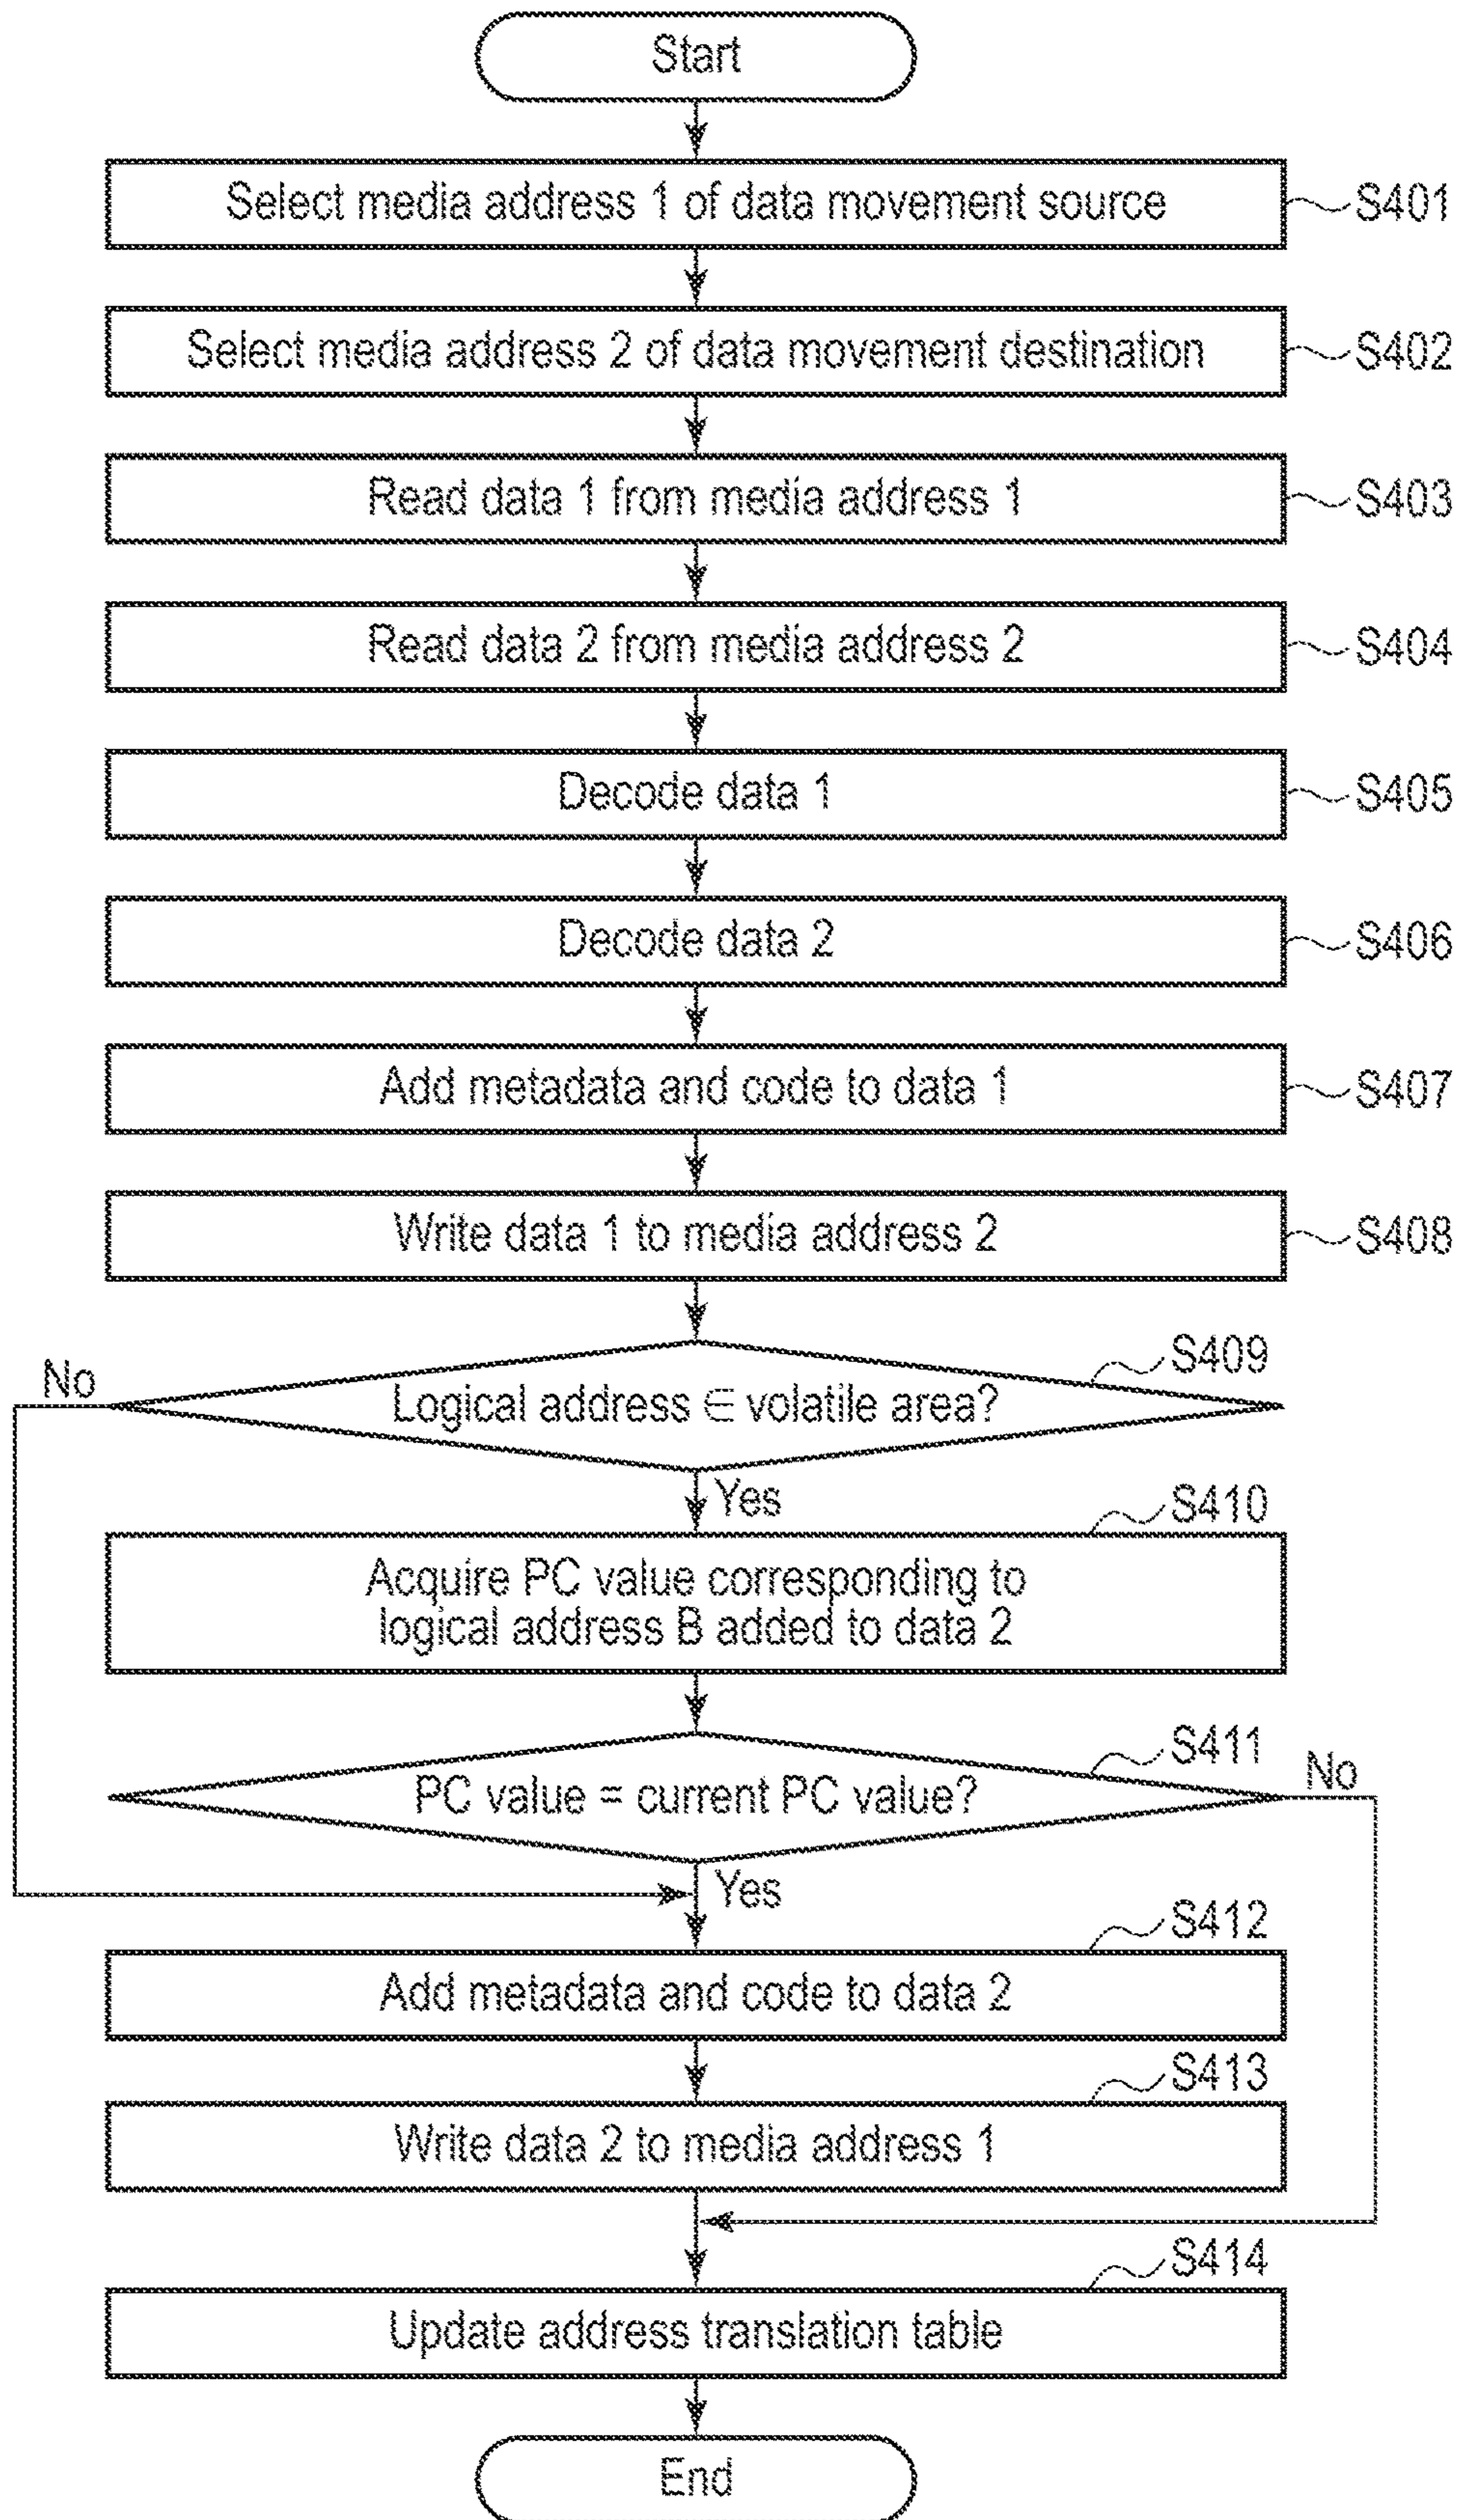 Start
Select media address 1 of data movement source
S401
Select media address 2 of data movement destination
S402
Read data 1 from media address 1
S403
Read data 2 from media address 2
S404
Decode data 1
S405
Decode data 2
S406
Add metadata and code to data 1
S407
Write data 1 to media address 2
S408
S409
No
Logical address ∈ volatile area?
Yes
S410
Acquire PC value corresponding to
logical address B added to data 2
S411
PC value = current PC value?
No
Yes
S412
Add metadata and code to data 2
S413
Write data 2 to media address 1
S414
Update address translation table
End